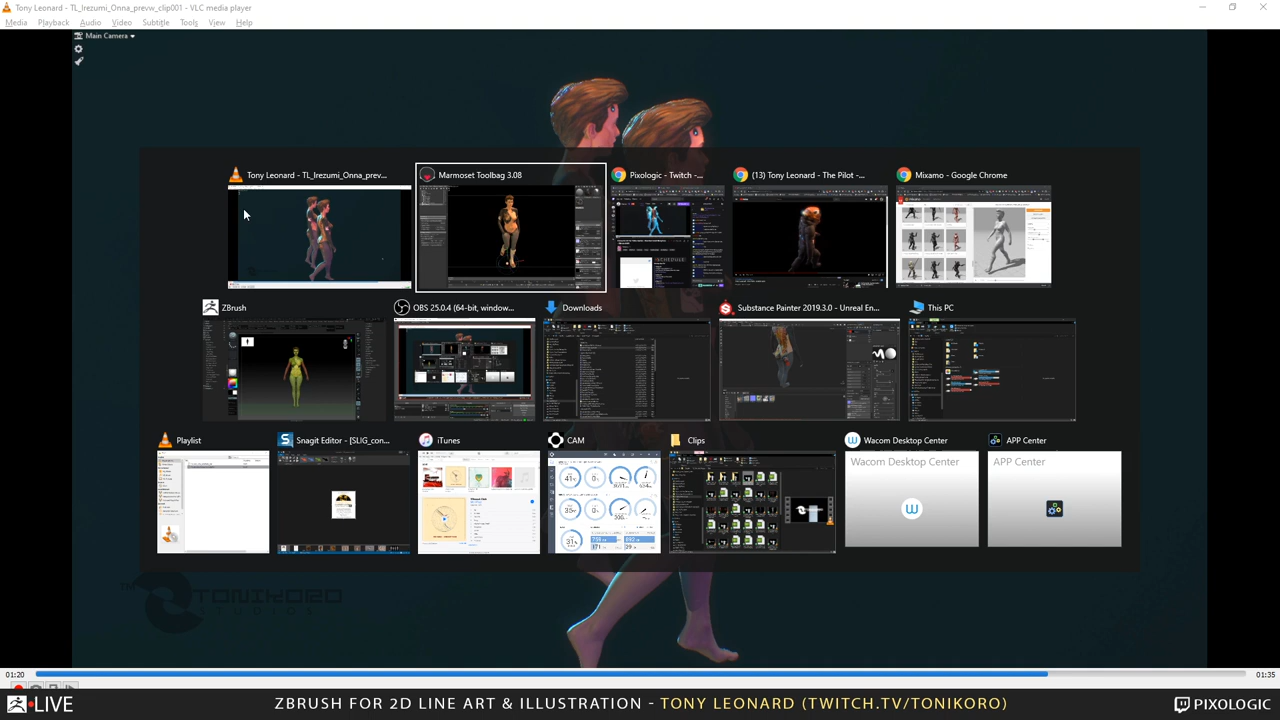 Tony Leonard - TL_Irezumi_Onna_prevw_clip001 - VLC media player
Media Playback Audio Video Subtitle Tools View Help
Main Camera
Tony Leonard - TL_Irezumi_Onna_prev...
Marmoset Toolbag 3.08
Pixologic - Twitch -...
(13) Tony Leonard - The Pilot -...
Mixamo - Google Chrome
ZBrush
OBS 25.0.4 (64-bit, window...
Downloads
Substance Painter 2019.3.0 - Unreal En...
This PC
Playlist
Snagit Editor - [SLIG_con...
iTunes
CAM
Clips
Wacom Desktop Center
APP Center
Wacom Desktop Center
APP Center
TONIKORO
STUDIOS
01:20
01:35
LIVE
ZBRUSH FOR 2D LINE ART & ILLUSTRATION - TONY LEONARD (TWITCH.TV/TONIKORO)
PIXOLOGIC